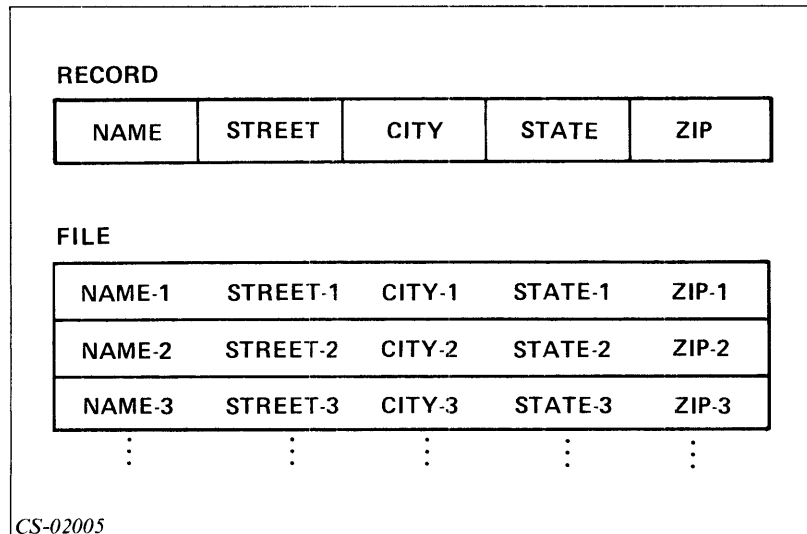 RECORD
NAME STREET CITY STATE ZIP
FILE
NAME-1 STREET-1 CITY-1 STATE-1 ZIP-1
NAME-2 STREET-2 CITY-2 STATE-2 ZIP-2
NAME-3 STREET-3 CITY-3 STATE-3 ZIP-3
CS-02005